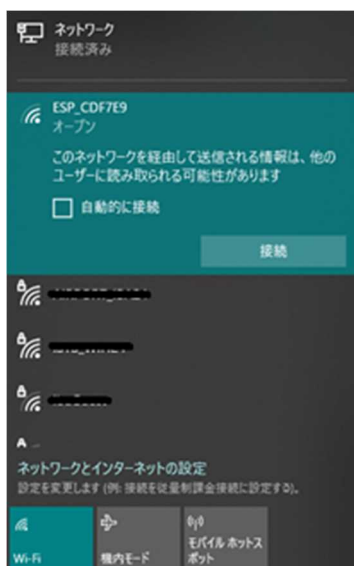 ネットワーク
接続済み
ESP_CDF7E9
オープン
このネットワークを経由して送信される情報は、他の
ユーザーに読み取られる可能性があります
自動的に接続
接続
ネットワークとインターネットの設定
設定を変更します (例: 接続を従量制課金接続に設定する)。
Wi-Fi
機内モード
モバイル ホットス
ポット